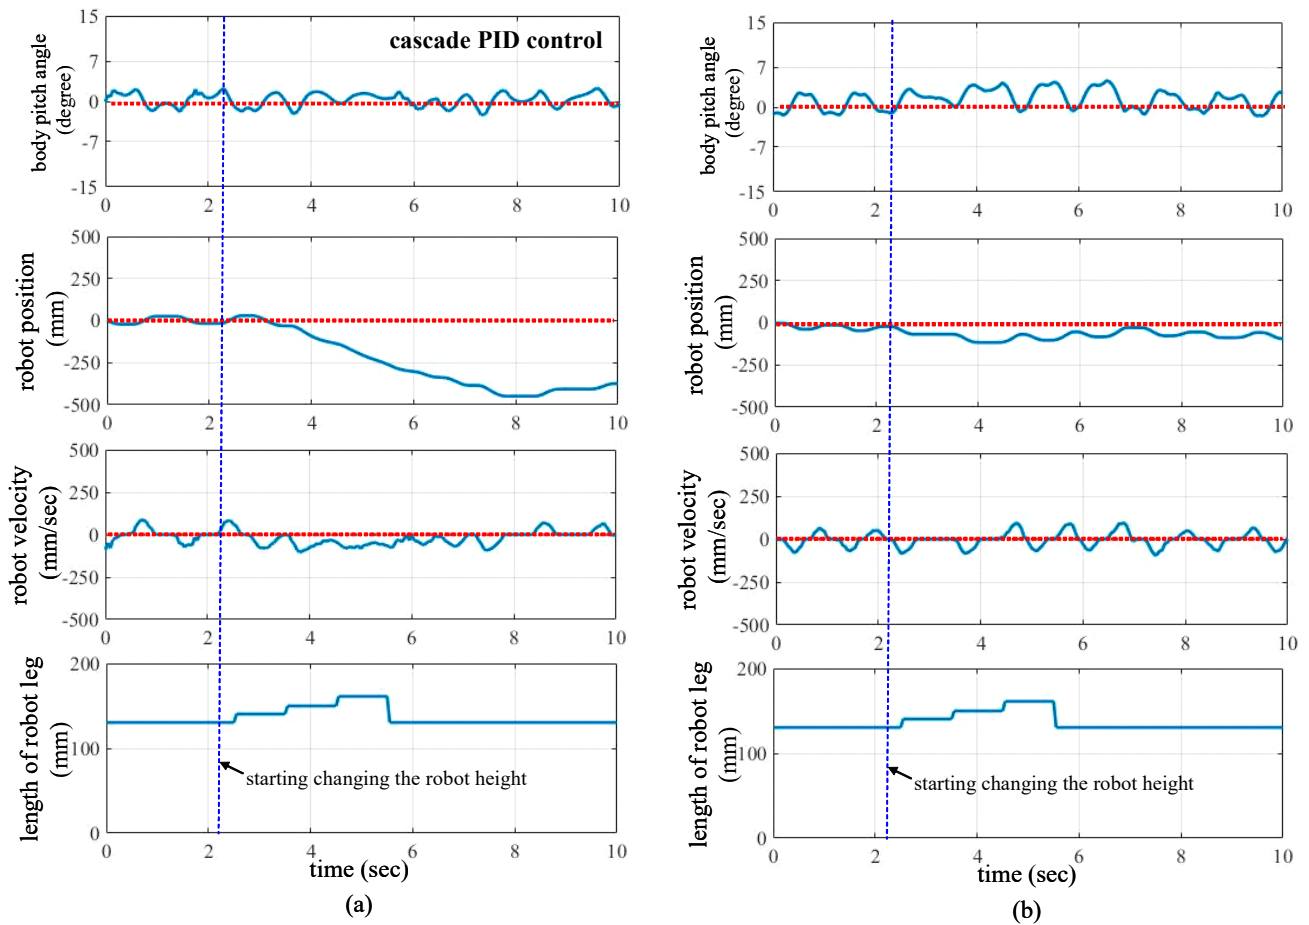 cascade PID control
body pitch angle
(degree)
15
7
0
-7
-15
0 2 4 6 8 10
robot position
(mm)
500
250
0
-250
-500
0 2 4 6 8 10
robot velocity
(mm/sec)
500
250
0
-250
-500
0 2 4 6 8 10
length of robot leg
(mm)
200
100
0
starting changing the robot height
0 2 4 6 8 10
time (sec)
(a)
body pitch angle
(degree)
15
7
0
-7
-15
0 2 4 6 8 10
robot position
(mm)
500
250
0
-250
-500
0 2 4 6 8 10
robot velocity
(mm/sec)
500
250
0
-250
-500
0 2 4 6 8 10
length of robot leg
(mm)
200
100
0
starting changing the robot height
0 2 4 6 8 10
time (sec)
(b)